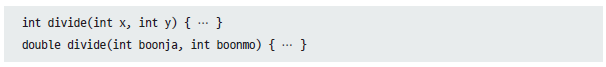 int divide(int x, int y) { ··· }
double divide(int boonja, int boonmo) { ··· }